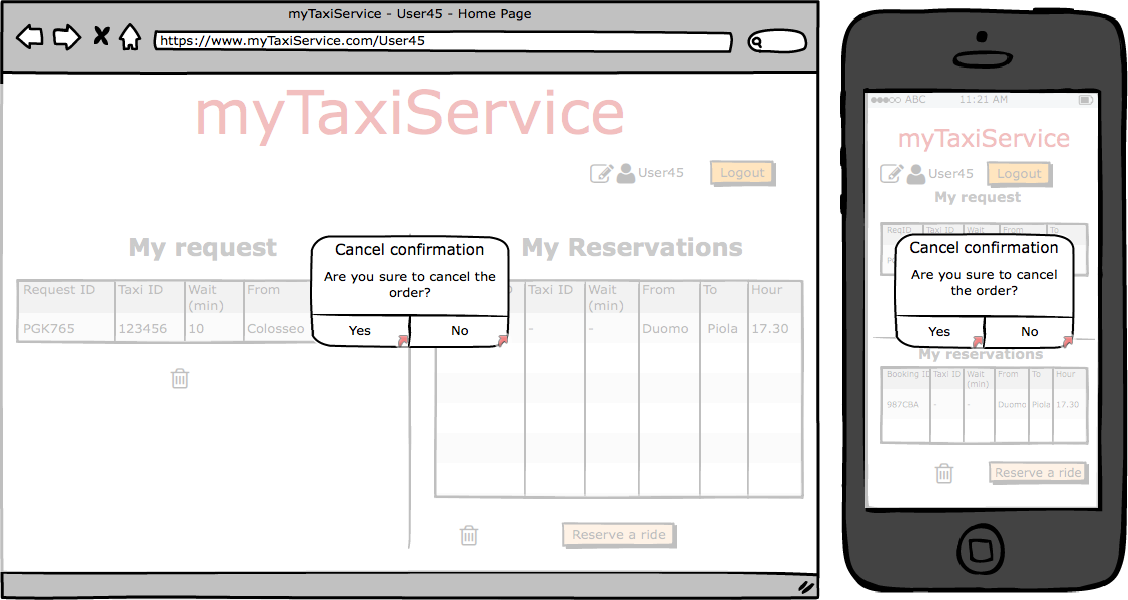 myTaxiService - User45 - Home Page
https://www.myTaxiService.com/User45
myTaxiService
User45 Logout
My request
Request ID Taxi ID Wait (min) From
PGK765 123456 10 Colosseo
My Reservations
Taxi ID Wait (min) From To Hour
- - Duomo Piola 17.30
Reserve a ride
Cancel confirmation
Are you sure to cancel the
order?
Yes No
ABC 11:21 AM
myTaxiService
User45 Logout
My request
ReqID Taxi ID Wait From To
Cancel confirmation
Are you sure to cancel
the order?
Yes No
My reservations
Booking ID Taxi ID Wait (min) From To Hour
987CBA - - Duomo Piola 17.30
Reserve a ride